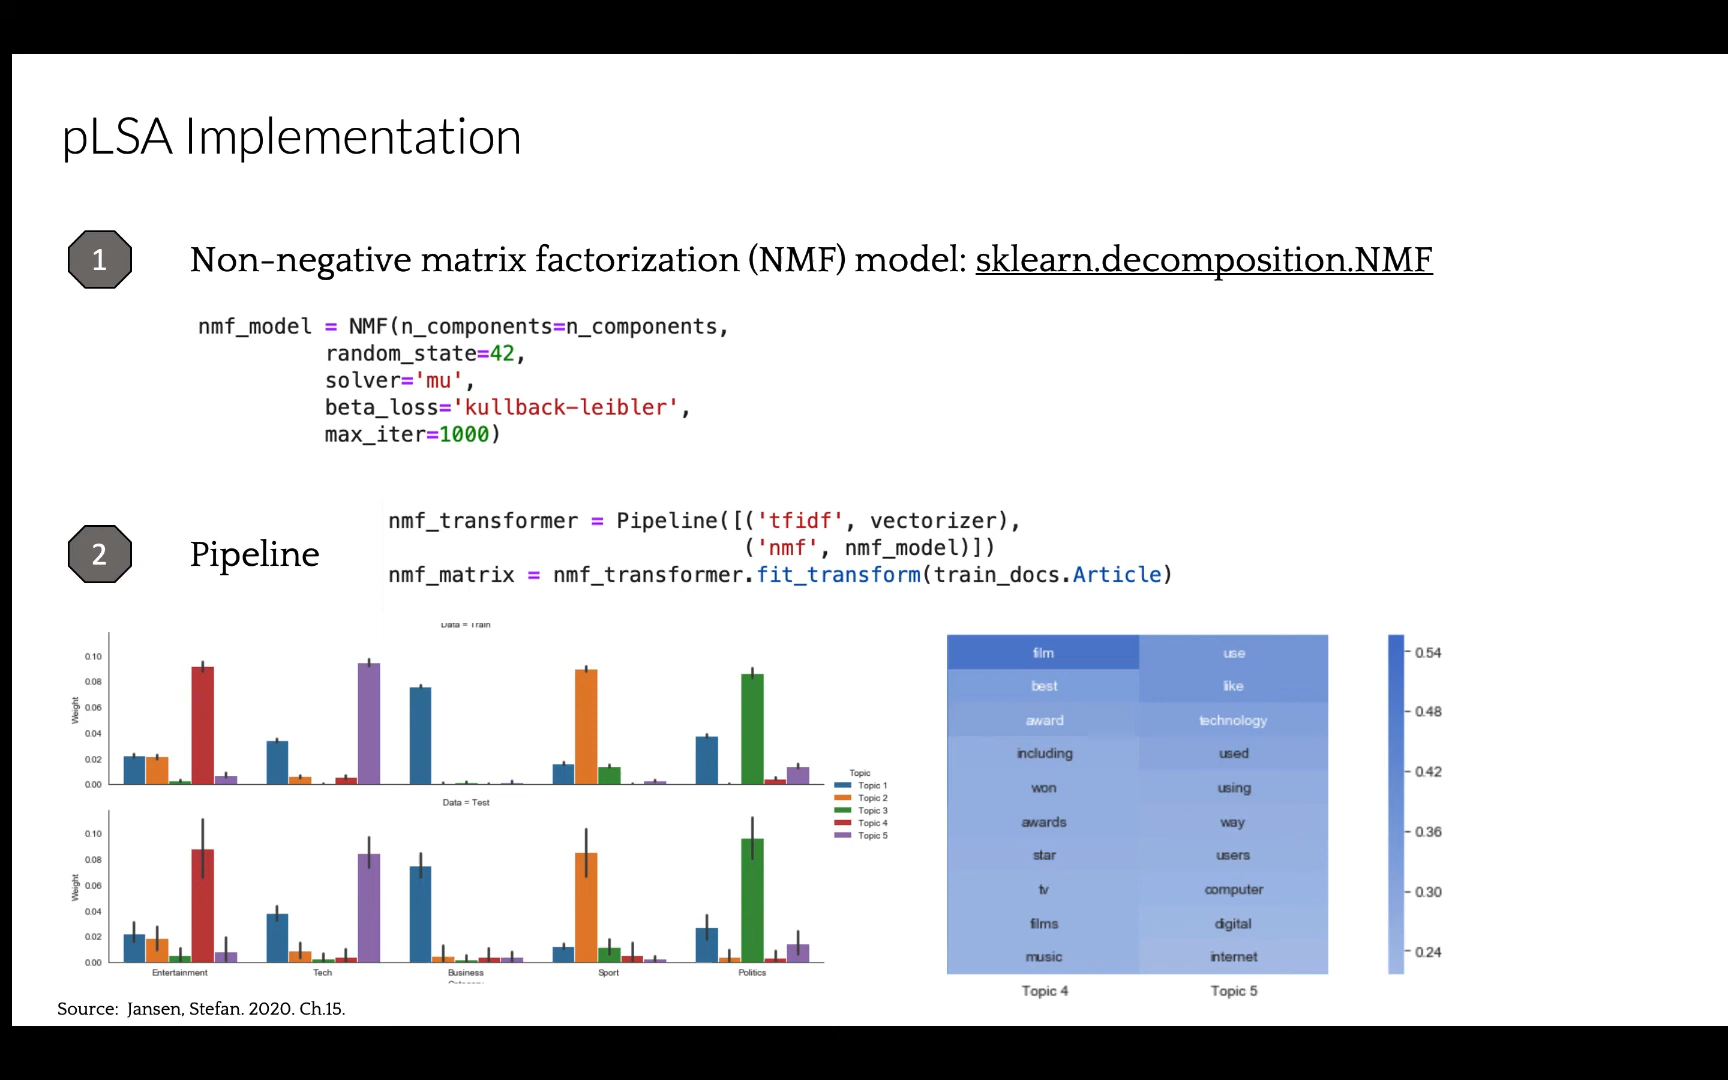 pLSA Implementation
1
Non-negative matrix factorization (NMF) model: sklearn.decomposition.NMF
nmf_model = NMF(n_components=n_components,
random_state=42,
solver='mu',
beta_loss='kullback-leibler',
max_iter=1000)
2
Pipeline
nmf_transformer = Pipeline([('tfidf', vectorizer),
('nmf', nmf_model)])
nmf_matrix = nmf_transformer.fit_transform(train_docs.Article)
Data = Train
Weight
0.10
0.08
0.06
0.04
0.02
0.00
Data = Test
Weight
0.10
0.08
0.06
0.04
0.02
0.00
Entertainment
Tech
Business
Sport
Politics
Category
Topic
Topic 1
Topic 2
Topic 3
Topic 4
Topic 5
film use
best like
award technology
including used
won using
awards way
star users
tv computer
films digital
music internet
Topic 4 Topic 5
0.54
0.48
0.42
0.36
0.30
0.24
Source: Jansen, Stefan. 2020. Ch.15.